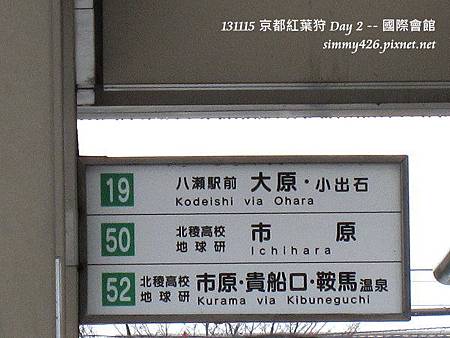 131115 京都紅葉狩 Day 2 -- 國際會館
simmy426.pixnet.net
19 八瀬駅前 大原・小出石
Kodeishi via Ohara
50 北稜高校 地球研 市原
Ichihara
52 北稜高校 地球研 市原・貴船口・鞍馬温泉
Kurama via Kibuneguchi